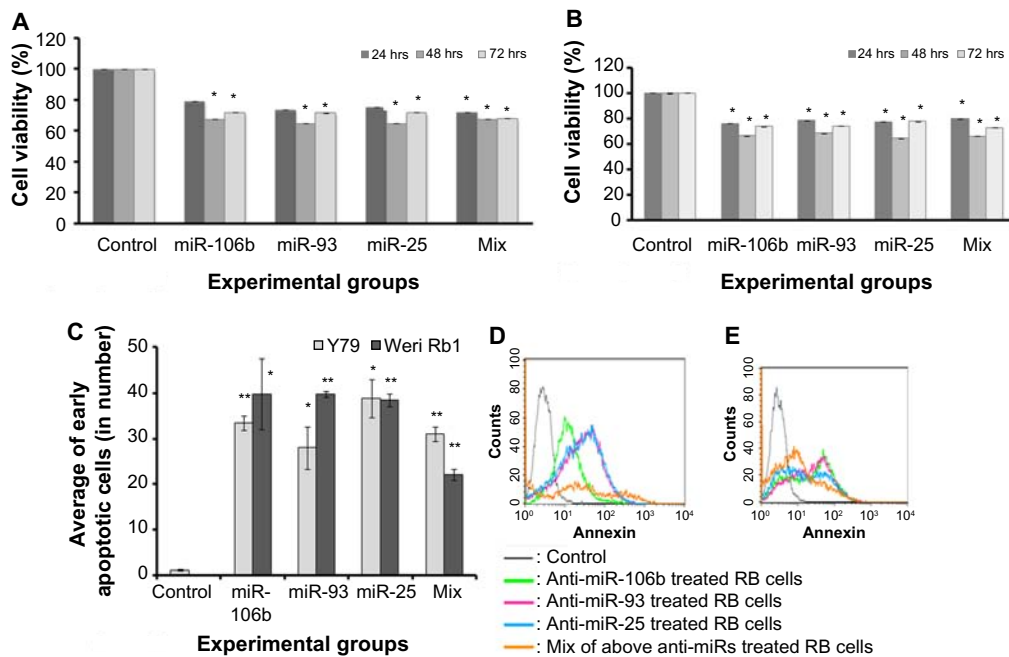 A
Cell viability (%)
24 hrs 48 hrs 72 hrs
120
100
80
60
40
20
0
* * * * * * * * *
Control miR-106b miR-93 miR-25 Mix
Experimental groups
B
Cell viability (%)
24 hrs 48 hrs 72 hrs
120
100
80
60
40
20
0
* * * * * * * * * * * *
Control miR-106b miR-93 miR-25 Mix
Experimental groups
C
Average of early
apoptotic cells (in number)
Y79 Weri Rb1
50
40
30
20
10
0
** * * ** * ** ** **
Control miR-
106b miR-93 miR-25 Mix
Experimental groups
D
Counts
100
80
60
40
20
0
10⁰ 10¹ 10² 10³ 10⁴
Annexin
E
Counts
100
80
60
40
20
0
10⁰ 10¹ 10² 10³ 10⁴
Annexin
: Control
: Anti-miR-106b treated RB cells
: Anti-miR-93 treated RB cells
: Anti-miR-25 treated RB cells
: Mix of above anti-miRs treated RB cells